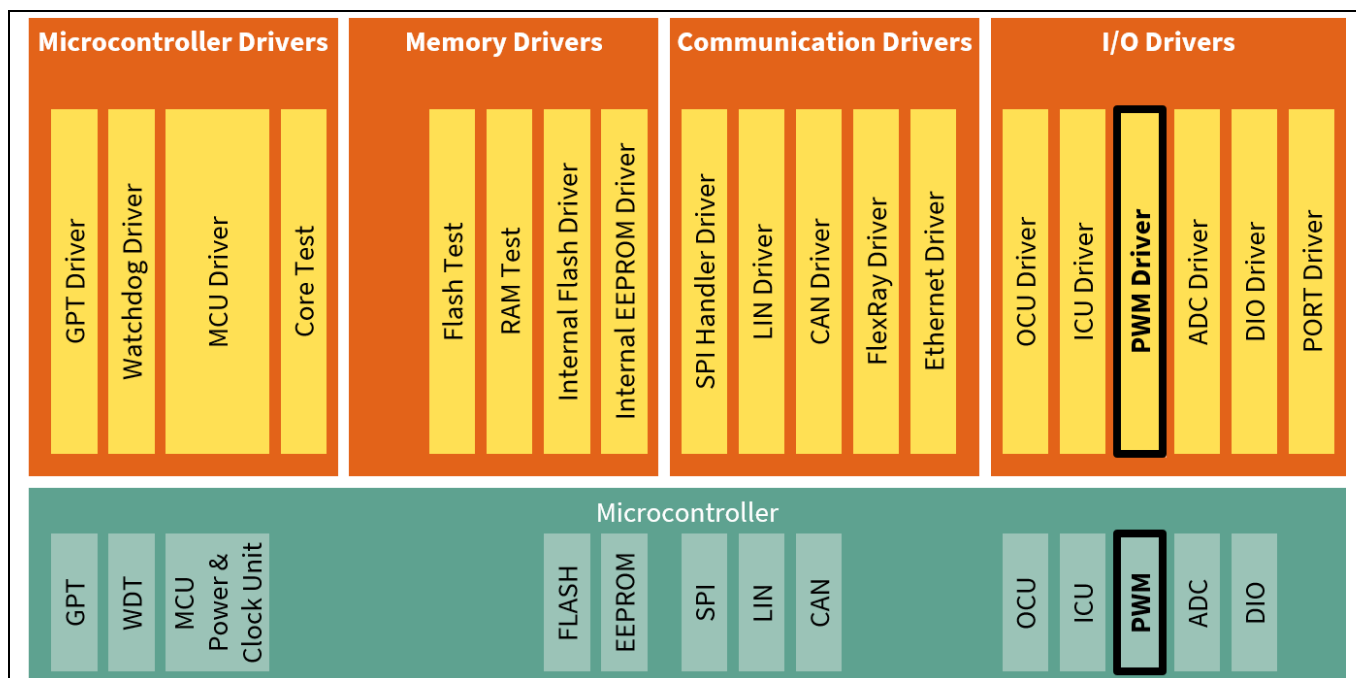 Microcontroller Drivers
Memory Drivers
Communication Drivers
I/O Drivers
GPT Driver
Watchdog Driver
MCU Driver
Core Test
Flash Test
RAM Test
Internal Flash Driver
Internal EEPROM Driver
SPI Handler Driver
LIN Driver
CAN Driver
FlexRay Driver
Ethernet Driver
OCU Driver
ICU Driver
PWM Driver
ADC Driver
DIO Driver
PORT Driver
Microcontroller
GPT
WDT
MCU
Power &
Clock Unit
FLASH
EEPROM
SPI
LIN
CAN
OCU
ICU
PWM
ADC
DIO